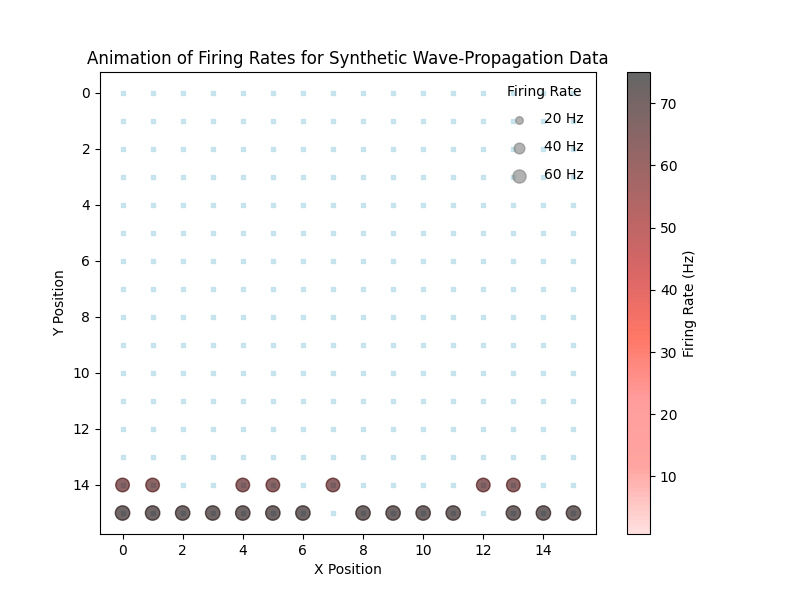 Animation of Firing Rates for Synthetic Wave-Propagation Data
Firing Rate
20 Hz
40 Hz
60 Hz
0
2
4
6
8
10
12
14
Y Position
0
2
4
6
8
10
12
14
X Position
70
60
50
40
30
20
10
Firing Rate (Hz)